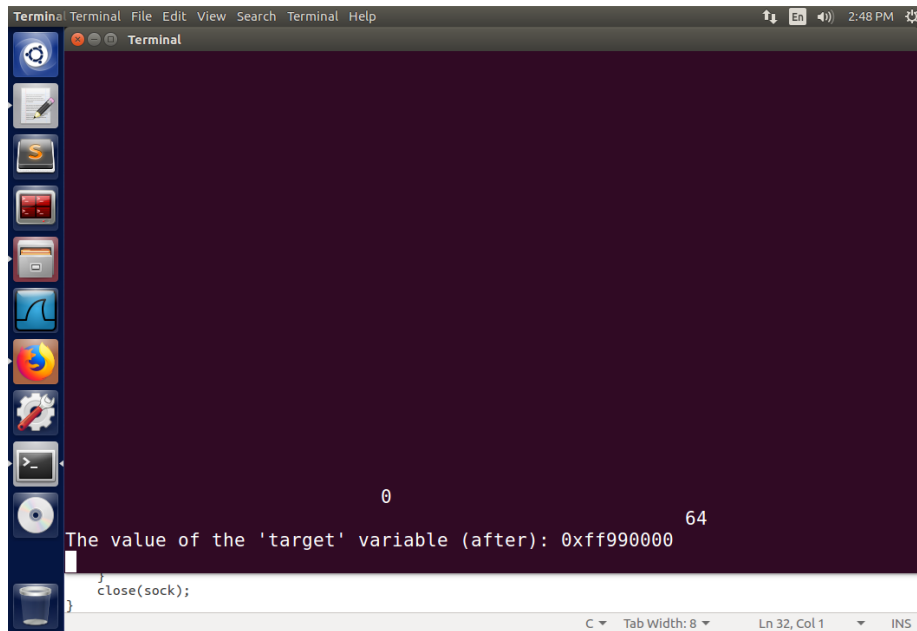 Terminal Terminal File Edit View Search Terminal Help En 2:48 PM
Terminal
0
64
The value of the 'target' variable (after): 0xff990000
}
close(sock);
}
C Tab Width: 8 Ln 32, Col 1 INS